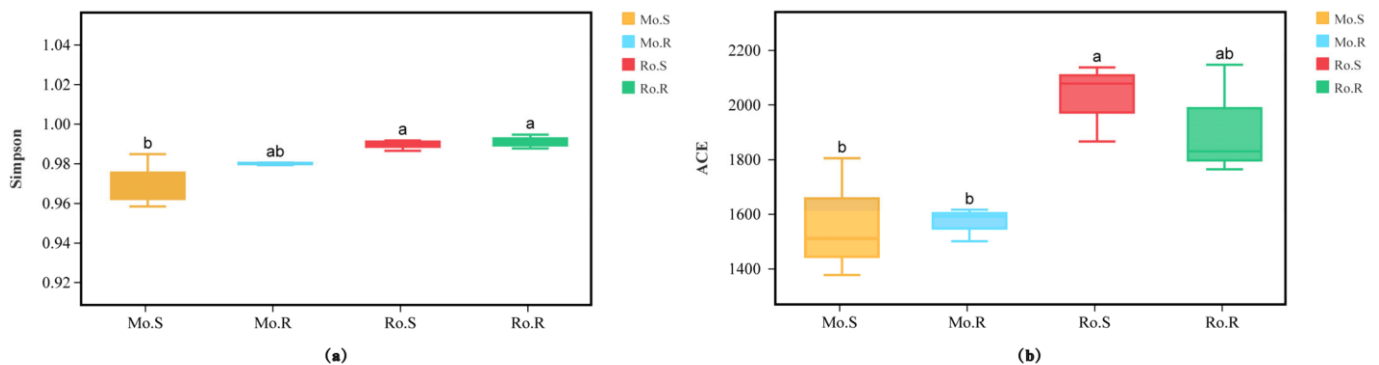 Simpson
1.04
1.02
1.00
0.98
0.96
0.94
0.92
b
ab
a
a
Mo.S
Mo.R
Ro.S
Ro.R
Mo.S
Mo.R
Ro.S
Ro.R
(a)
ACE
2200
2000
1800
1600
1400
b
b
a
ab
Mo.S
Mo.R
Ro.S
Ro.R
Mo.S
Mo.R
Ro.S
Ro.R
(b)